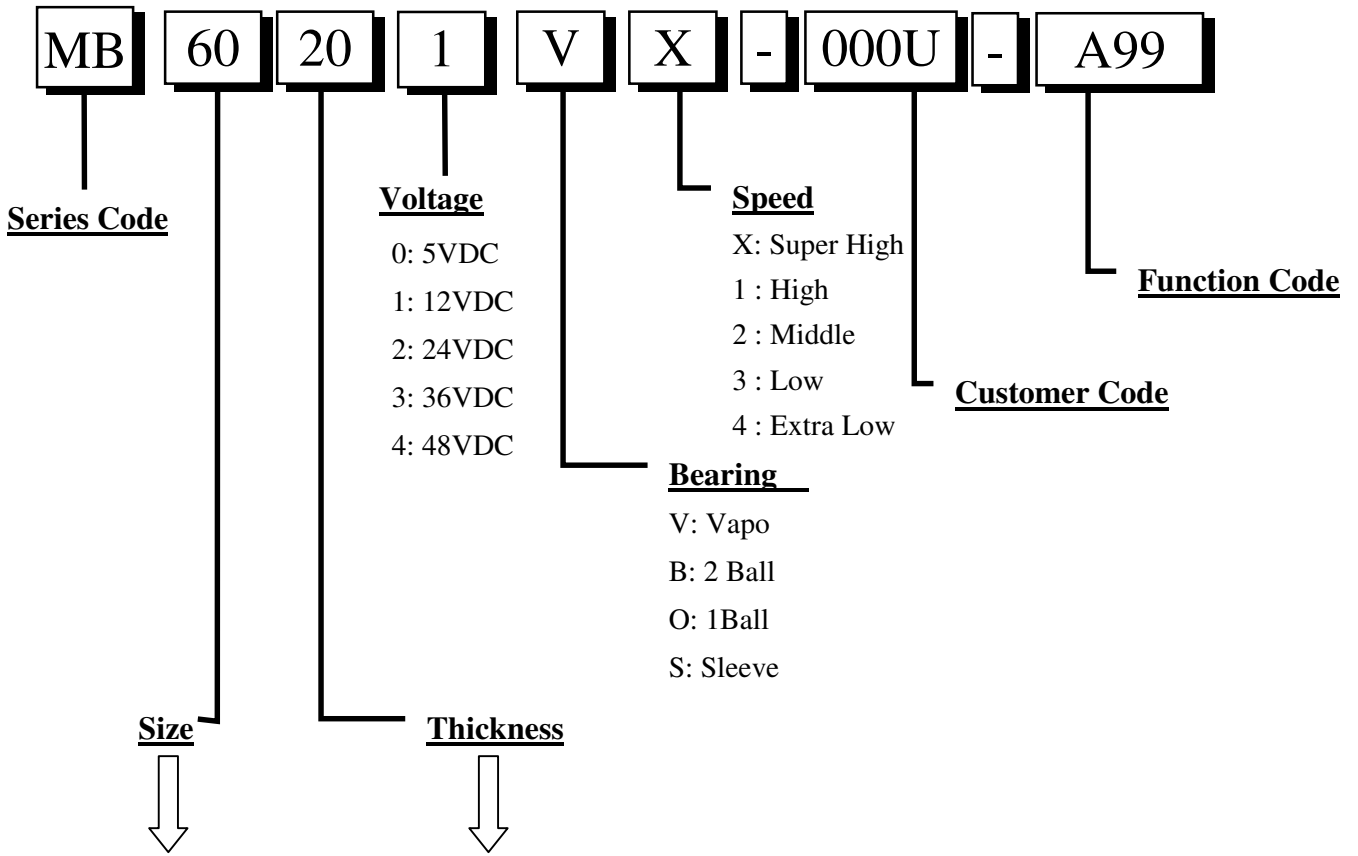 MB 60 20 1 V X - 000U - A99
Series Code
Voltage
0: 5VDC
1: 12VDC
2: 24VDC
3: 36VDC
4: 48VDC
Speed
X: Super High
1 : High
2 : Middle
3 : Low
4 : Extra Low
Function Code
Customer Code
Bearing
V: Vapo
B: 2 Ball
O: 1Ball
S: Sleeve
Size
Thickness